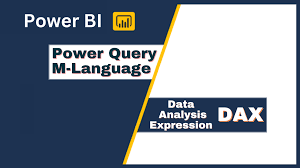 Power BI
Power Query
M-Language
Data
Analysis
Expression
DAX